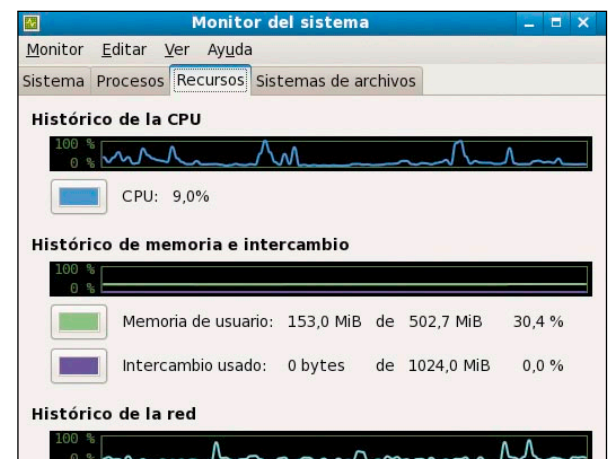 Monitor del sistema
Monitor Editar Ver Ayuda
Sistema Procesos Recursos Sistemas de archivos
Histórico de la CPU
100 %
0 %
CPU: 9,0%
Histórico de memoria e intercambio
100 %
0 %
Memoria de usuario: 153,0 MiB de 502,7 MiB 30,4 %
Intercambio usado: 0 bytes de 1024,0 MiB 0,0 %
Histórico de la red
100 %
0 %